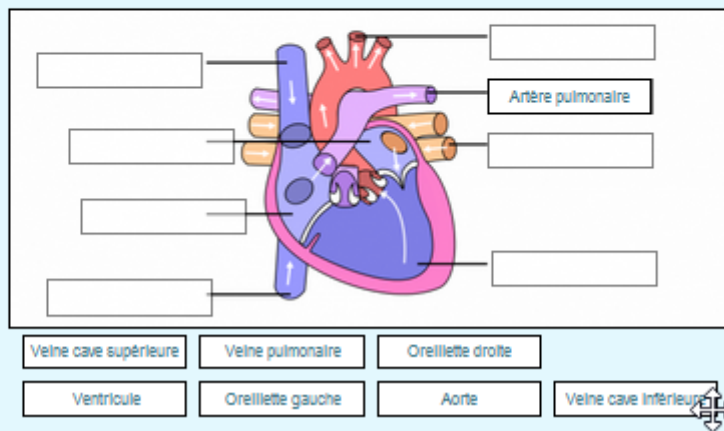 Artère pulmonaire
Veine cave supérieure
Veine pulmonaire
Oreillette droite
Ventricule
Oreillette gauche
Aorte
Veine cave inférieure